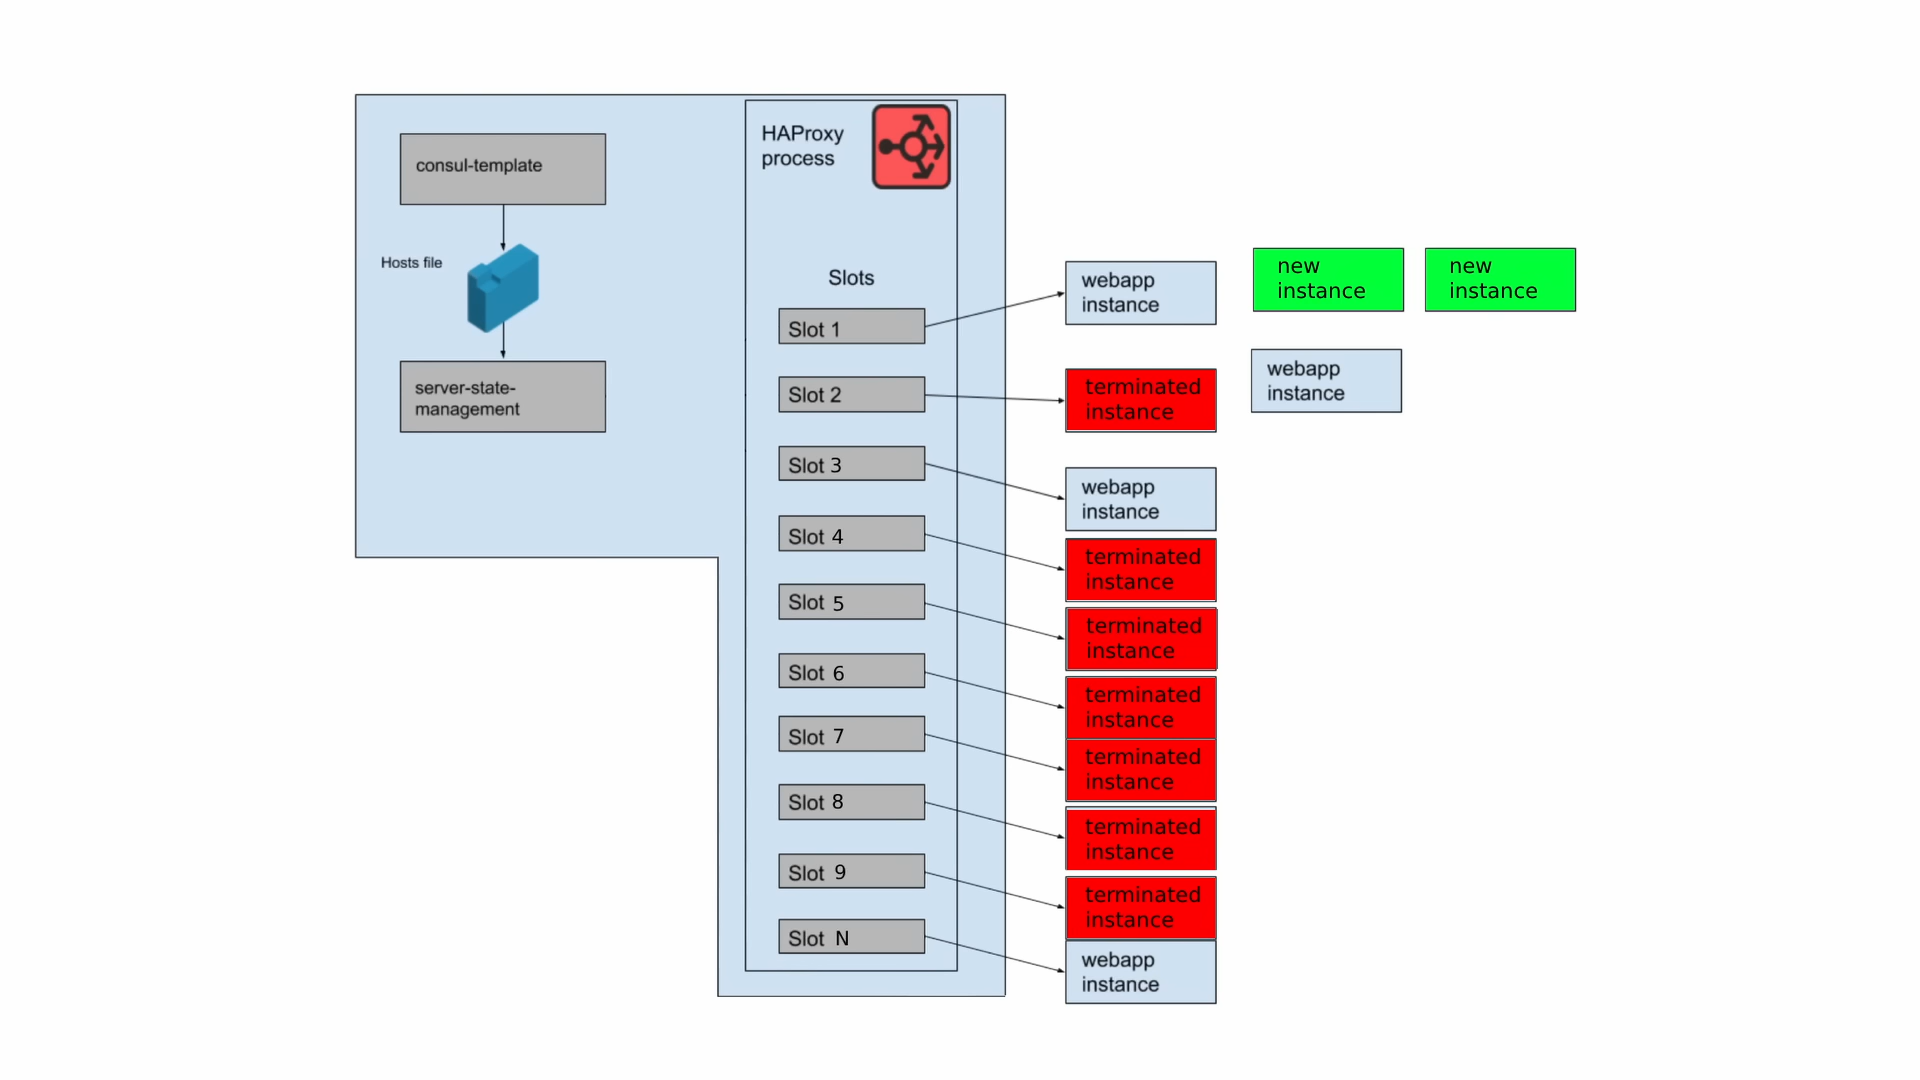 consul-template
Hosts file
server-state-
management
HAProxy
process
Slots
Slot 1
Slot 2
Slot 3
Slot 4
Slot 5
Slot 6
Slot 7
Slot 8
Slot 9
Slot N
webapp
instance
new
instance
new
instance
terminated
instance
webapp
instance
webapp
instance
terminated
instance
terminated
instance
terminated
instance
terminated
instance
terminated
instance
terminated
instance
webapp
instance